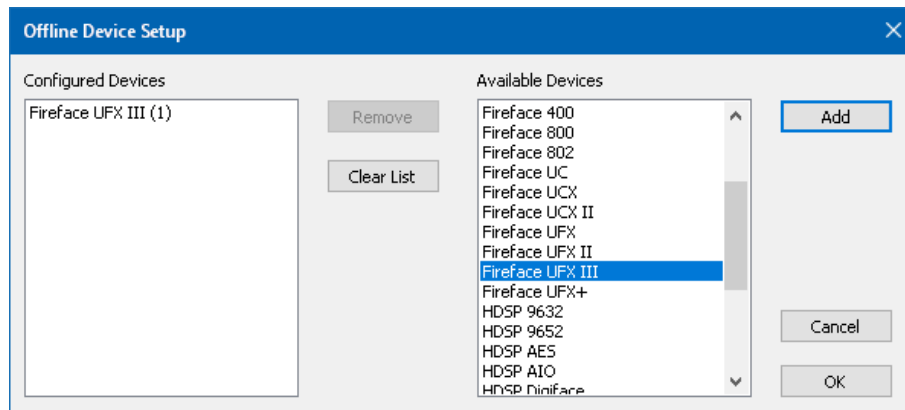 Offline Device Setup
Configured Devices
Fireface UFX III (1)
Remove
Clear List
Available Devices
Fireface 400
Fireface 800
Fireface 802
Fireface UC
Fireface UCX
Fireface UCX II
Fireface UFX
Fireface UFX II
Fireface UFX III
Fireface UFX+
HDSP 9632
HDSP 9652
HDSP AES
HDSP AIO
HDSP Digiface
Add
Cancel
OK